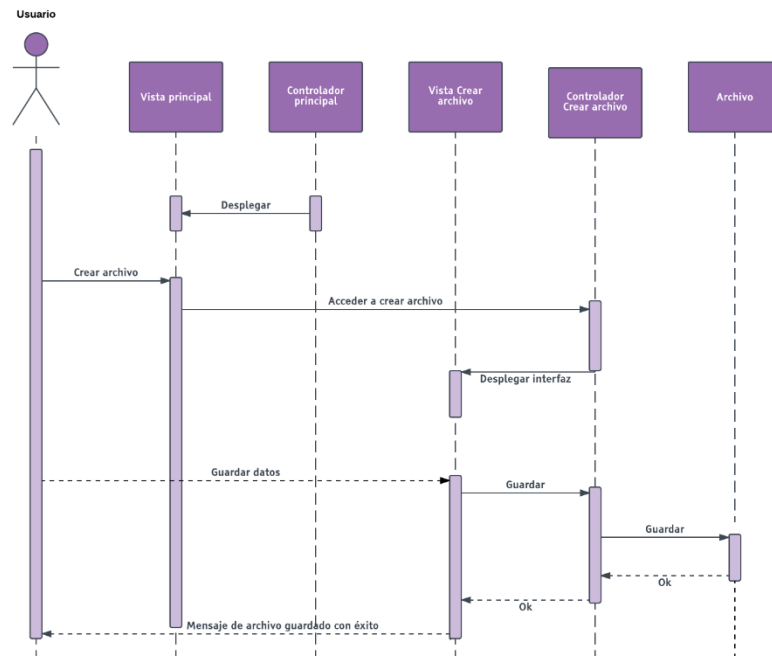 Usuario
Vista principal
Controlador
principal
Vista Crear
archivo
Controlador
Crear archivo
Archivo
Desplegar
Crear archivo
Acceder a crear archivo
Desplegar interfaz
Guardar datos
Guardar
Guardar
Ok
Ok
Mensaje de archivo guardado con éxito